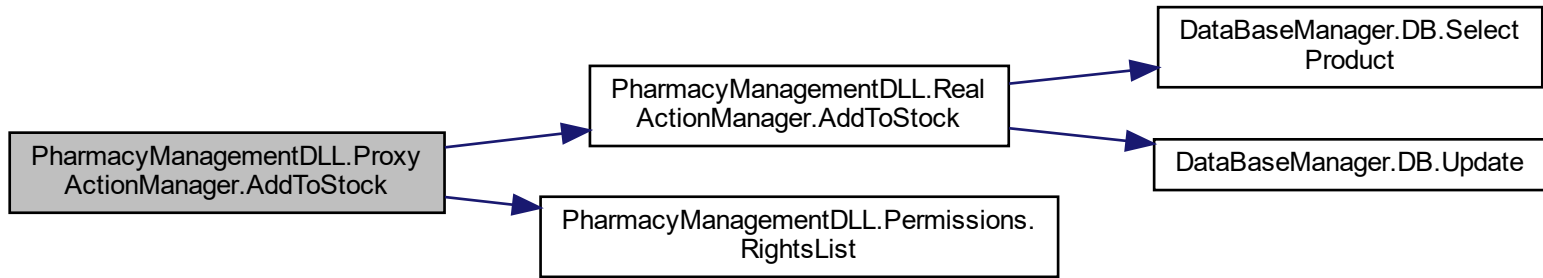 PharmacyManagementDLL.Proxy
ActionManager.AddToStock
PharmacyManagementDLL.Real
ActionManager.AddToStock
DataBaseManager.DB.Select
Product
DataBaseManager.DB.Update
PharmacyManagementDLL.Permissions.
RightsList